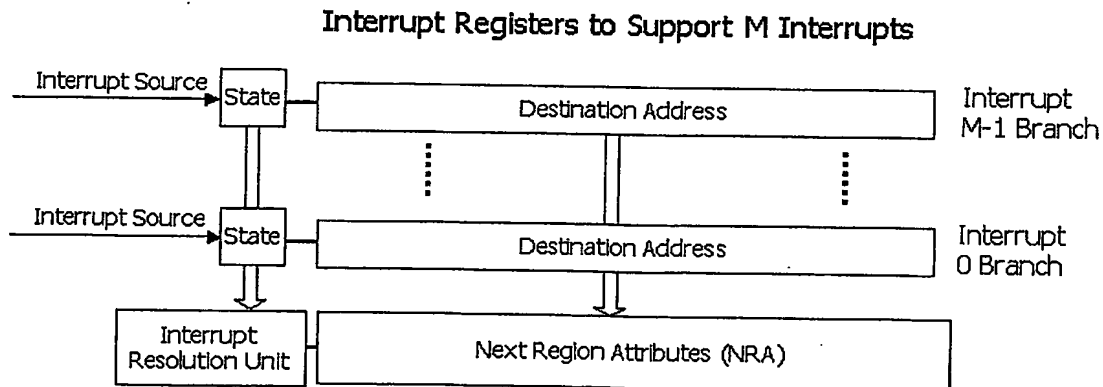 Interrupt Registers to Support M Interrupts
Interrupt Source
State
Destination Address
Interrupt
M-1 Branch
Interrupt Source
State
Destination Address
Interrupt
0 Branch
Interrupt
Resolution Unit
Next Region Attributes (NRA)